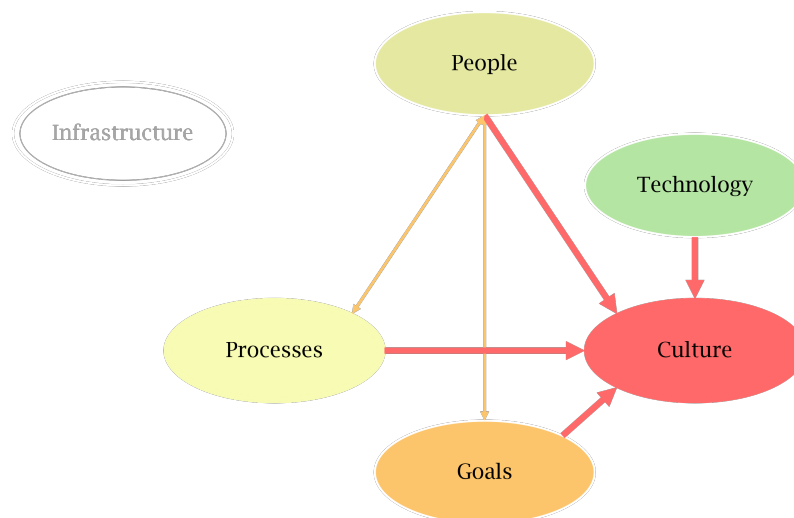 People
Infrastructure
Technology
Processes
Culture
Goals